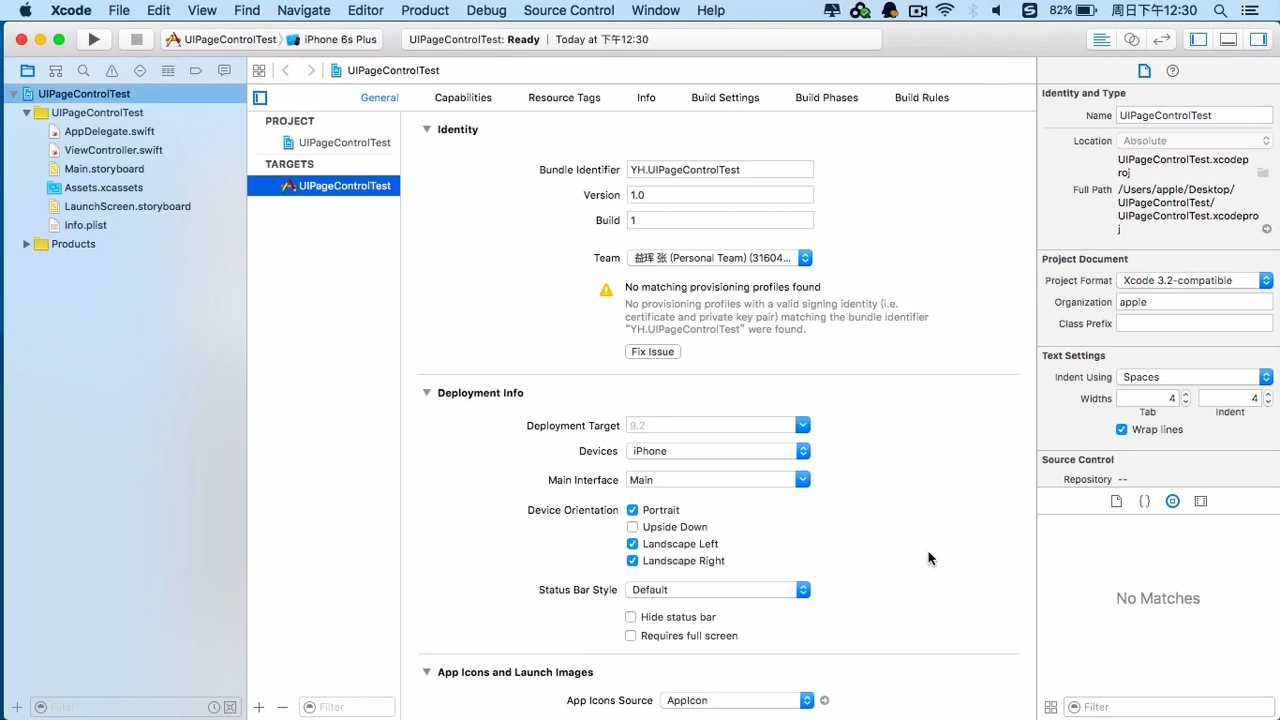 Xcode File Edit View Find Navigate Editor Product Debug Source Control Window Help 82% 周日下午12:30
UIPageControlTest iPhone 6s Plus UIPageControlTest: Ready Today at 下午12:30
UIPageControlTest
General Capabilities Resource Tags Info Build Settings Build Phases Build Rules
UIPageControlTest
UIPageControlTest
AppDelegate.swift
ViewController.swift
Main.storyboard
Assets.xcassets
LaunchScreen.storyboard
Info.plist
Products
Filter
PROJECT
UIPageControlTest
TARGETS
UIPageControlTest
Filter
Identity
Bundle Identifier YH.UIPageControlTest
Version 1.0
Build 1
Team 益珲 张 (Personal Team) (31604...
No matching provisioning profiles found
No provisioning profiles with a valid signing identity (i.e.
certificate and private key pair) matching the bundle identifier
“YH.UIPageControlTest” were found.
Fix Issue
Deployment Info
Deployment Target 9.2
Devices iPhone
Main Interface Main
Device Orientation Portrait
Upside Down
Landscape Left
Landscape Right
Status Bar Style Default
Hide status bar
Requires full screen
App Icons and Launch Images
App Icons Source AppIcon
Identity and Type
Name UIPageControlTest
Location Absolute
UIPageControlTest.xcodepr
oj
Full Path /Users/apple/Desktop/
UIPageControlTest/
UIPageControlTest.xcodepro
j
Project Document
Project Format Xcode 3.2-compatible
Organization apple
Class Prefix
Text Settings
Indent Using Spaces
Widths 4 4
Tab Indent
Wrap lines
Source Control
Repository --
No Matches
Filter